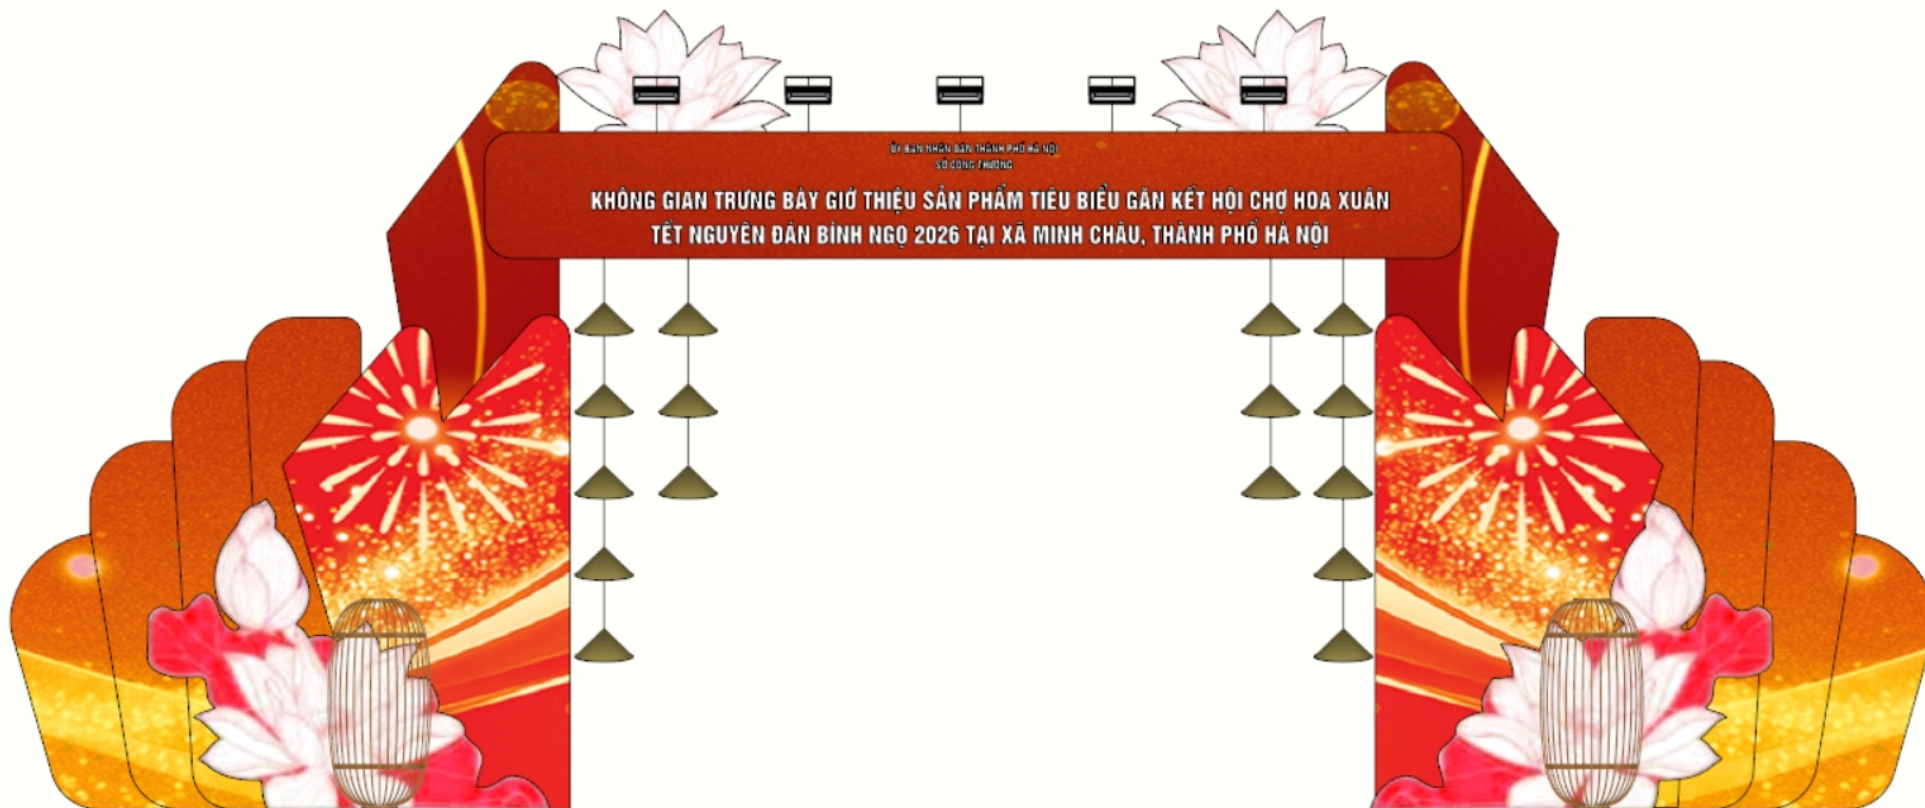 ỦY BAN NHÂN DÂN THÀNH PHỐ HÀ NỘI
SỞ CÔNG THƯƠNG
KHÔNG GIAN TRƯNG BÀY GIỚ THIỆU SẢN PHẨM TIÊU BIỂU GẮN KẾT HỘI CHỢ HOA XUÂN
TẾT NGUYÊN ĐÁN BÍNH NGỌ 2026 TẠI XÃ MINH CHÂU, THÀNH PHỐ HÀ NỘI